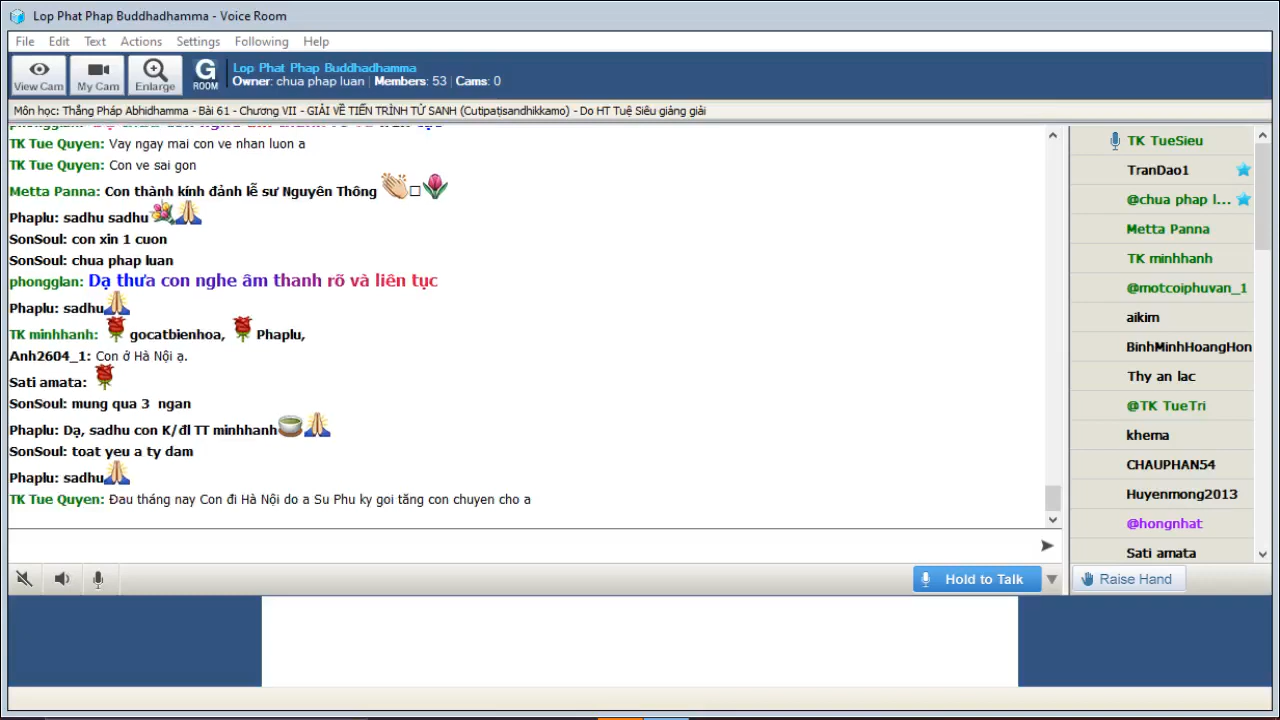 Lop Phat Phap Buddhadhamma - Voice Room
File Edit Text Actions Settings Following Help
View Cam My Cam Enlarge G ROOM
Lop Phat Phap Buddhadhamma
Owner: chua phap luan | Members: 53 | Cams: 0
Môn học: Thắng Pháp Abhidhamma - Bài 61 - Chương VII - GIẢI VỀ TIẾN TRÌNH TỬ SANH (Cutipaṭisandhikkamo) - Do HT Tuệ Siêu giảng giải
TK Tue Quyen: Vay ngay mai con ve nhan luon a
TK Tue Quyen: Con ve sai gon
Metta Panna: Con thành kính đảnh lễ sư Nguyên Thông
Phaplu: sadhu sadhu
SonSoul: con xin 1 cuon
SonSoul: chua phap luan
phongglan: Dạ thưa con nghe âm thanh rõ và liên tục
Phaplu: sadhu
TK minhhanh: gocatbienhoa, Phaplu,
Anh2604_1: Con ở Hà Nội ạ.
Sati amata:
SonSoul: mung qua 3 ngan
Phaplu: Dạ, sadhu con K/đl TT minhhanh
SonSoul: toat yeu a ty dam
Phaplu: sadhu
TK Tue Quyen: Đau tháng nay Con đi Hà Nội do a Su Phu ky goi tăng con chuyen cho a
TK TueSieu
TranDao1
@chua phap l...
Metta Panna
TK minhhanh
@motcoiphuvan_1
aikim
BinhMinhHoangHon
Thy an lac
@TK TueTri
khema
CHAUPHAN54
Huyenmong2013
@hongnhat
Sati amata
Hold to Talk
Raise Hand